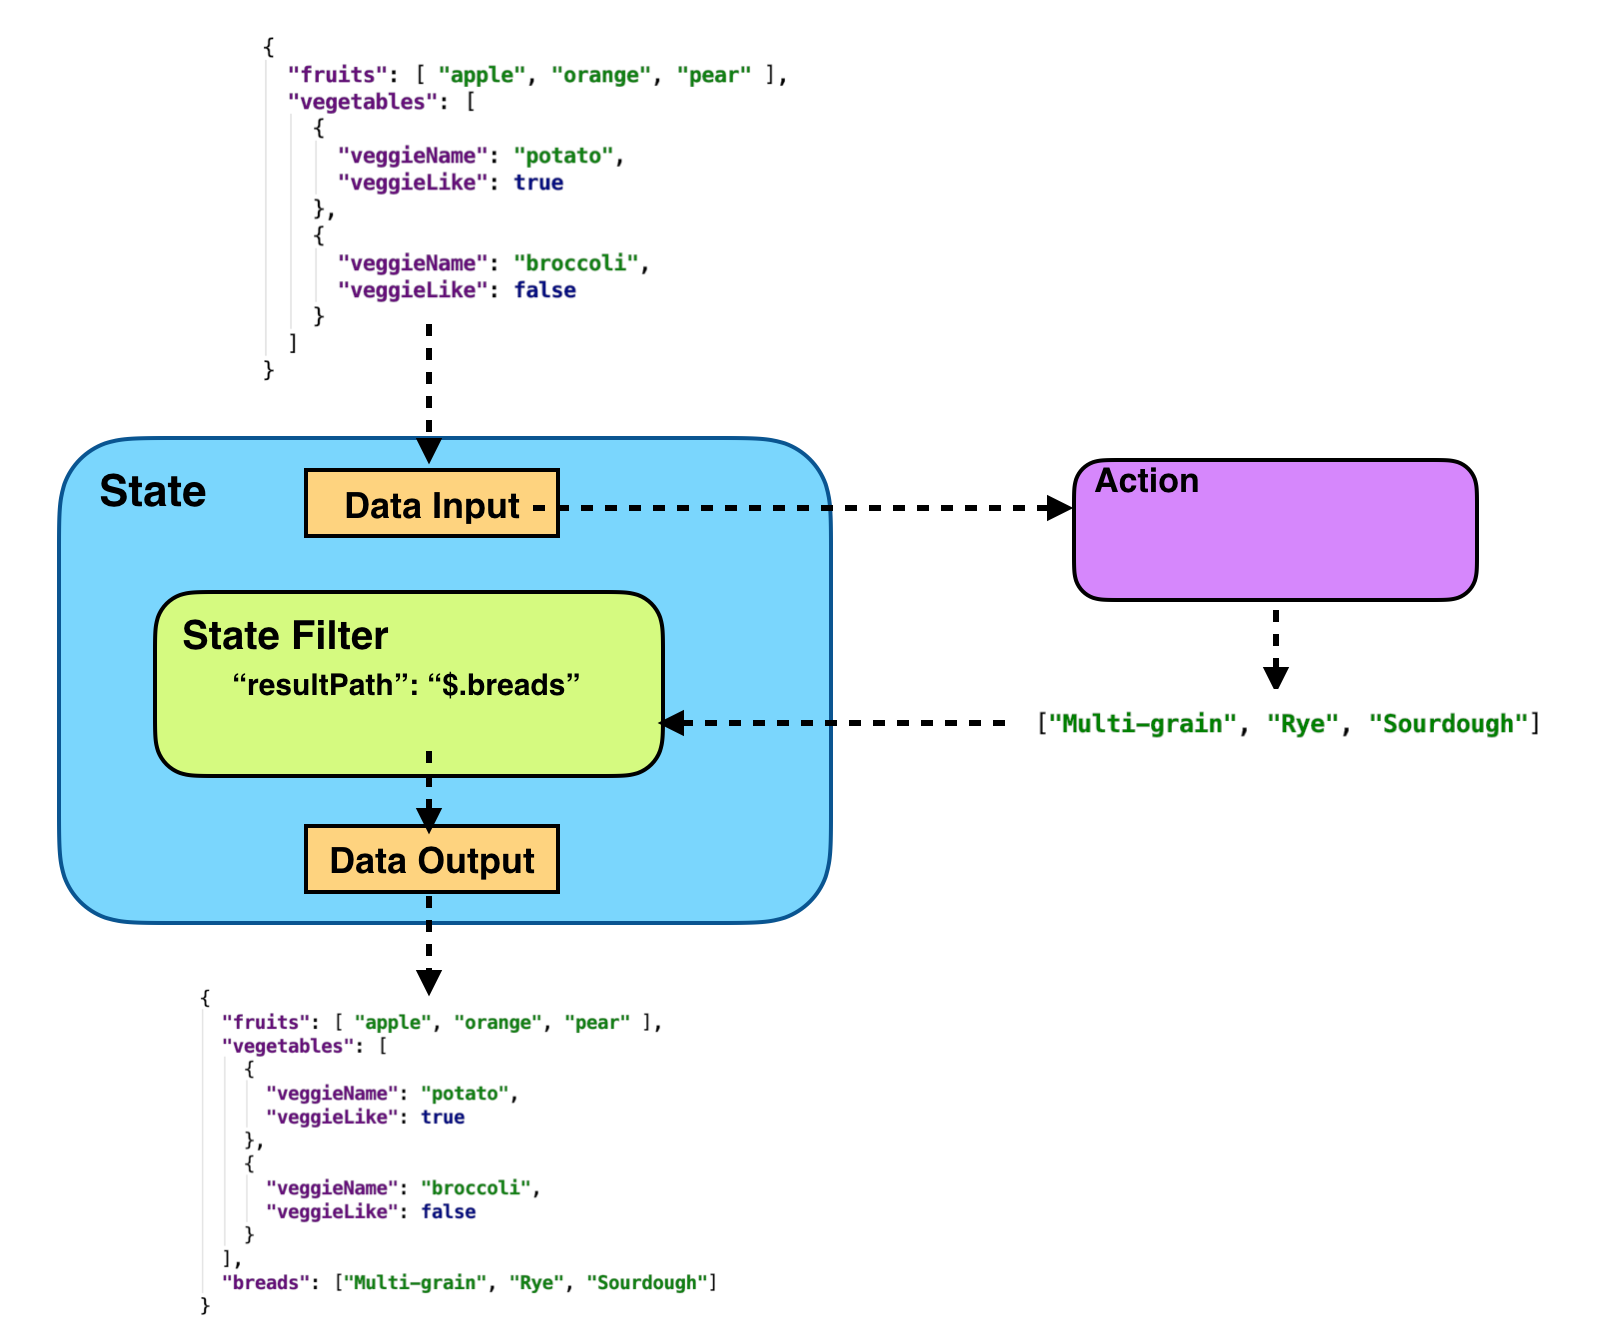 {
  "fruits": [ "apple", "orange", "pear" ],
  "vegetables": [
    {
      "veggieName": "potato",
      "veggieLike": true
    },
    {
      "veggieName": "broccoli",
      "veggieLike": false
    }
  ]
}
State
Data Input
Action
State Filter
“resultPath”: “$.breads”
["Multi-grain", "Rye", "Sourdough"]
Data Output
{
  "fruits": [ "apple", "orange", "pear" ],
  "vegetables": [
    {
      "veggieName": "potato",
      "veggieLike": true
    },
    {
      "veggieName": "broccoli",
      "veggieLike": false
    }
  ],
  "breads": ["Multi-grain", "Rye", "Sourdough"]
}